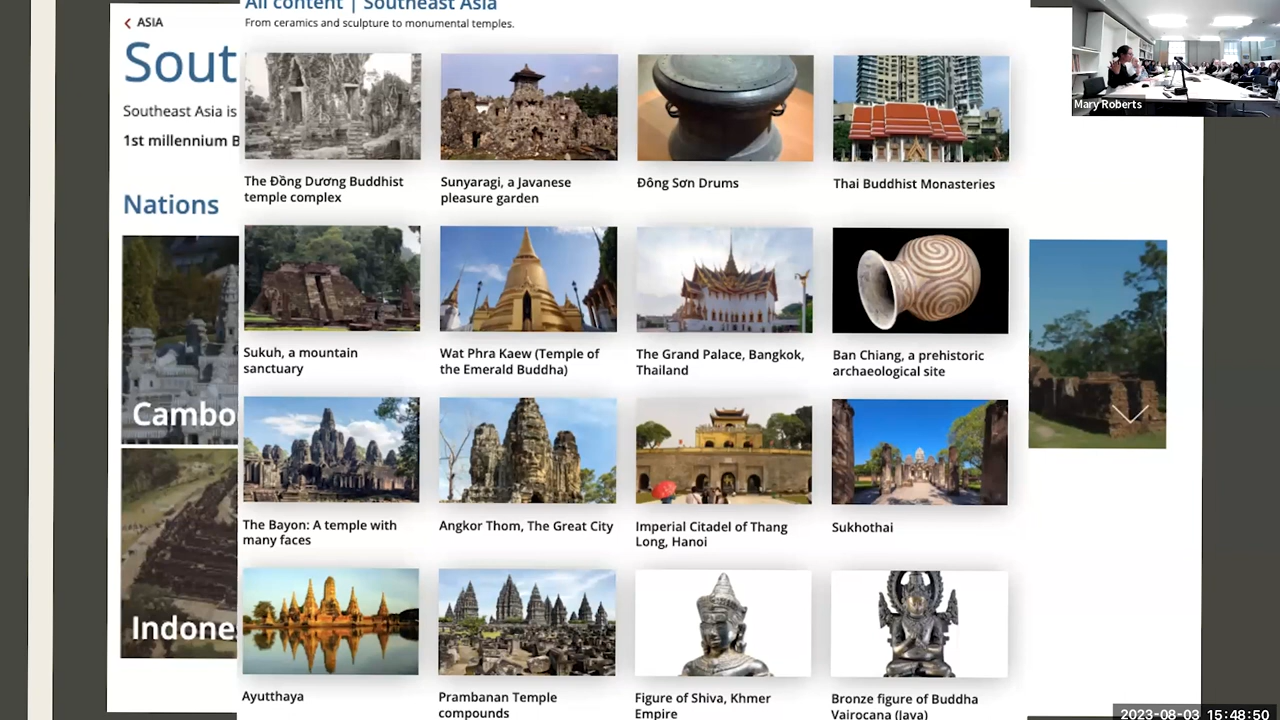 ASIA
Sout
Southeast Asia is
1st millennium B
Nations
Cambo
Indone
All content | Southeast Asia
From ceramics and sculpture to monumental temples.
The Đồng Dương Buddhist
temple complex
Sunyaragi, a Javanese
pleasure garden
Đông Sơn Drums
Thai Buddhist Monasteries
Sukuh, a mountain
sanctuary
Wat Phra Kaew (Temple of
the Emerald Buddha)
The Grand Palace, Bangkok,
Thailand
Ban Chiang, a prehistoric
archaeological site
The Bayon: A temple with
many faces
Angkor Thom, The Great City
Imperial Citadel of Thang
Long, Hanoi
Sukhothai
Ayutthaya
Prambanan Temple
compounds
Figure of Shiva, Khmer
Empire
Bronze figure of Buddha
Vairocana (Java)
Mary Roberts
2023-08-03 15:48:50